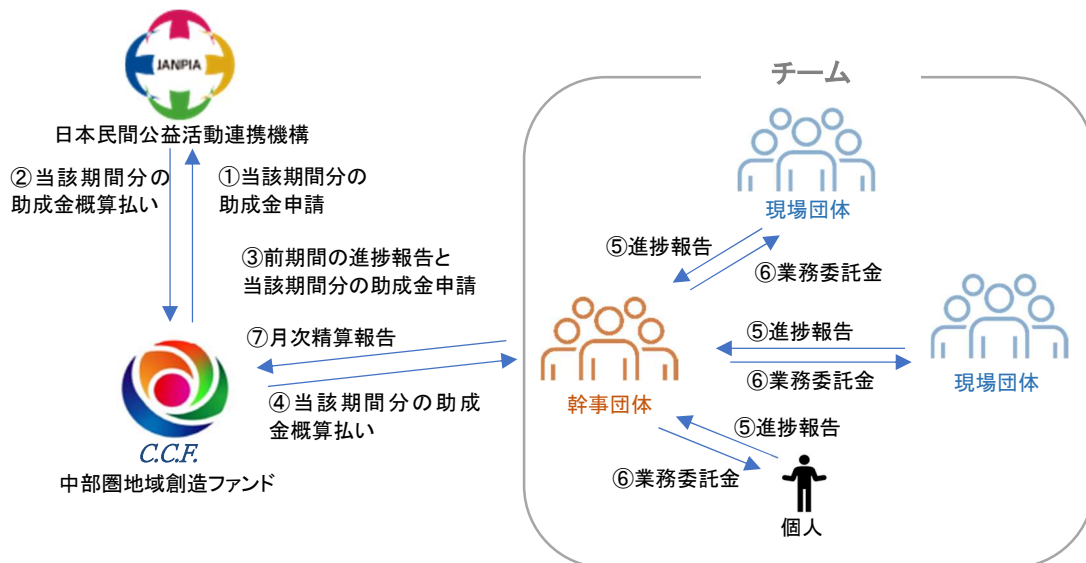 チーム
JANPIA
日本民間公益活動連携機構
②当該期間分の
助成金概算払い
①当該期間分の
助成金申請
③前期間の進捗報告と
当該期間分の助成金申請
⑦月次精算報告
④当該期間分の助成
金概算払い
C.C.F.
中部圏地域創造ファンド
現場団体
⑤進捗報告
⑥業務委託金
幹事団体
⑤進捗報告
⑥業務委託金
現場団体
⑤進捗報告
⑥業務委託金
個人